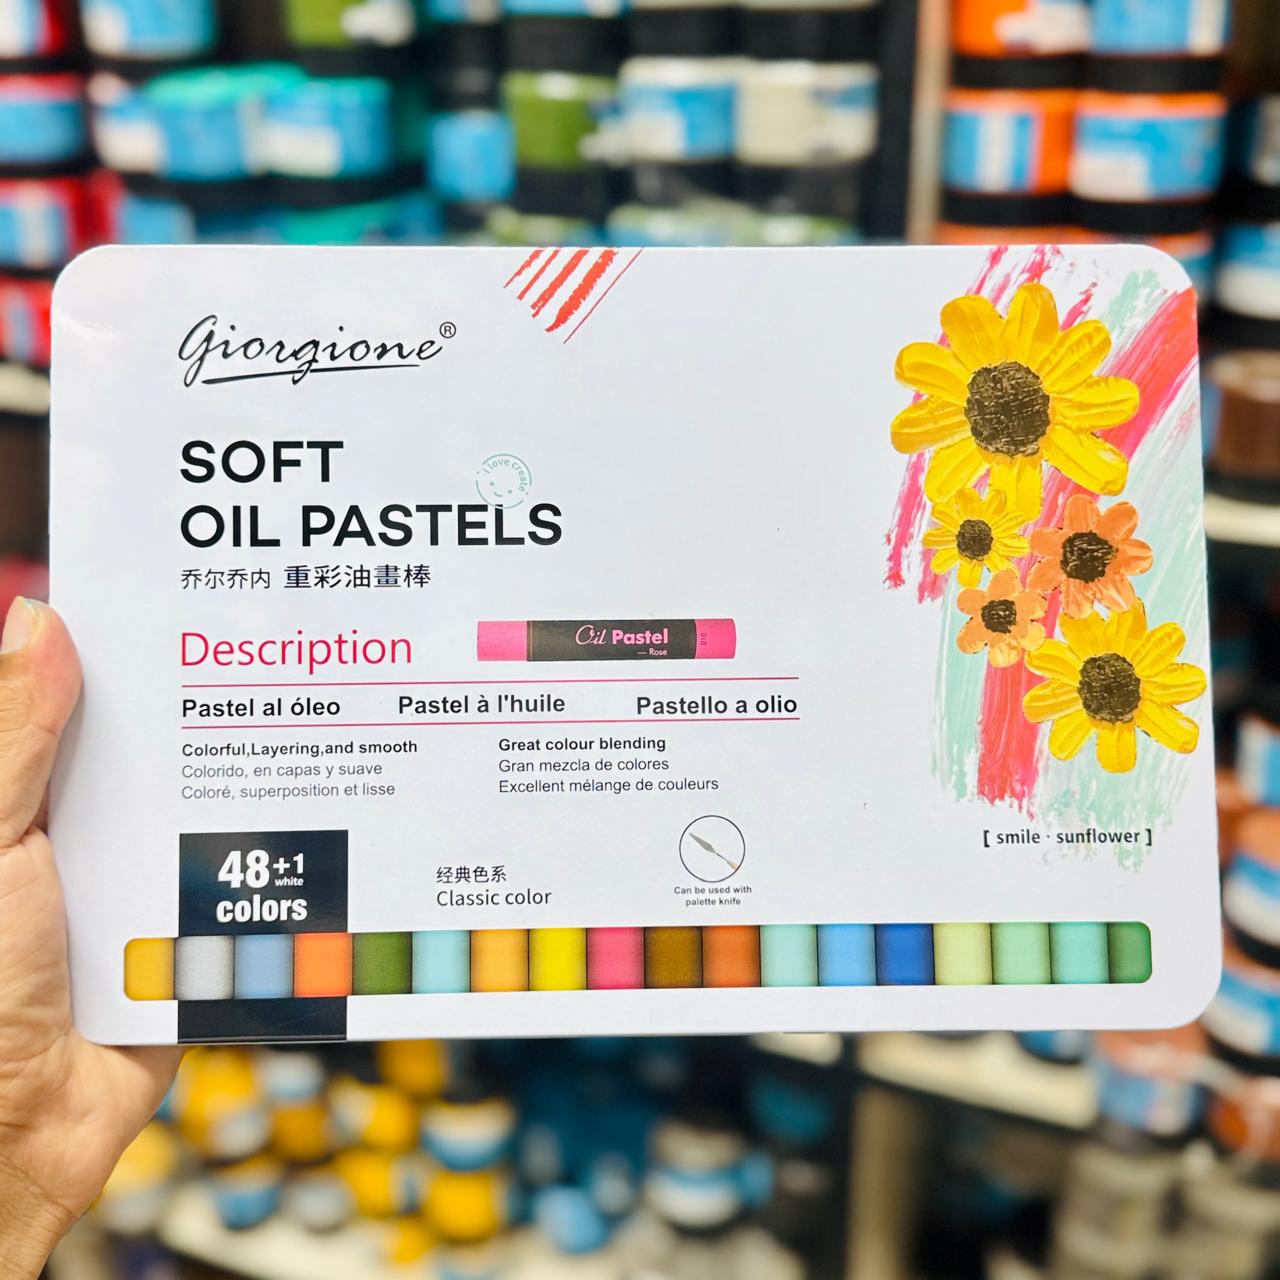 Giorgione®
SOFT
I love create
OIL PASTELS
乔尔乔内 重彩油畫棒
Description
Oil Pastel
— Rose
010
Pastel al óleo Pastel à l'huile Pastello a olio
Colorful,Layering,and smooth
Colorido, en capas y suave
Coloré, superposition et lisse
Great colour blending
Gran mezcla de colores
Excellent mélange de couleurs
[ smile · sunflower ]
48+1
white
colors
经典色系
Classic color
Can be used with
palette knife